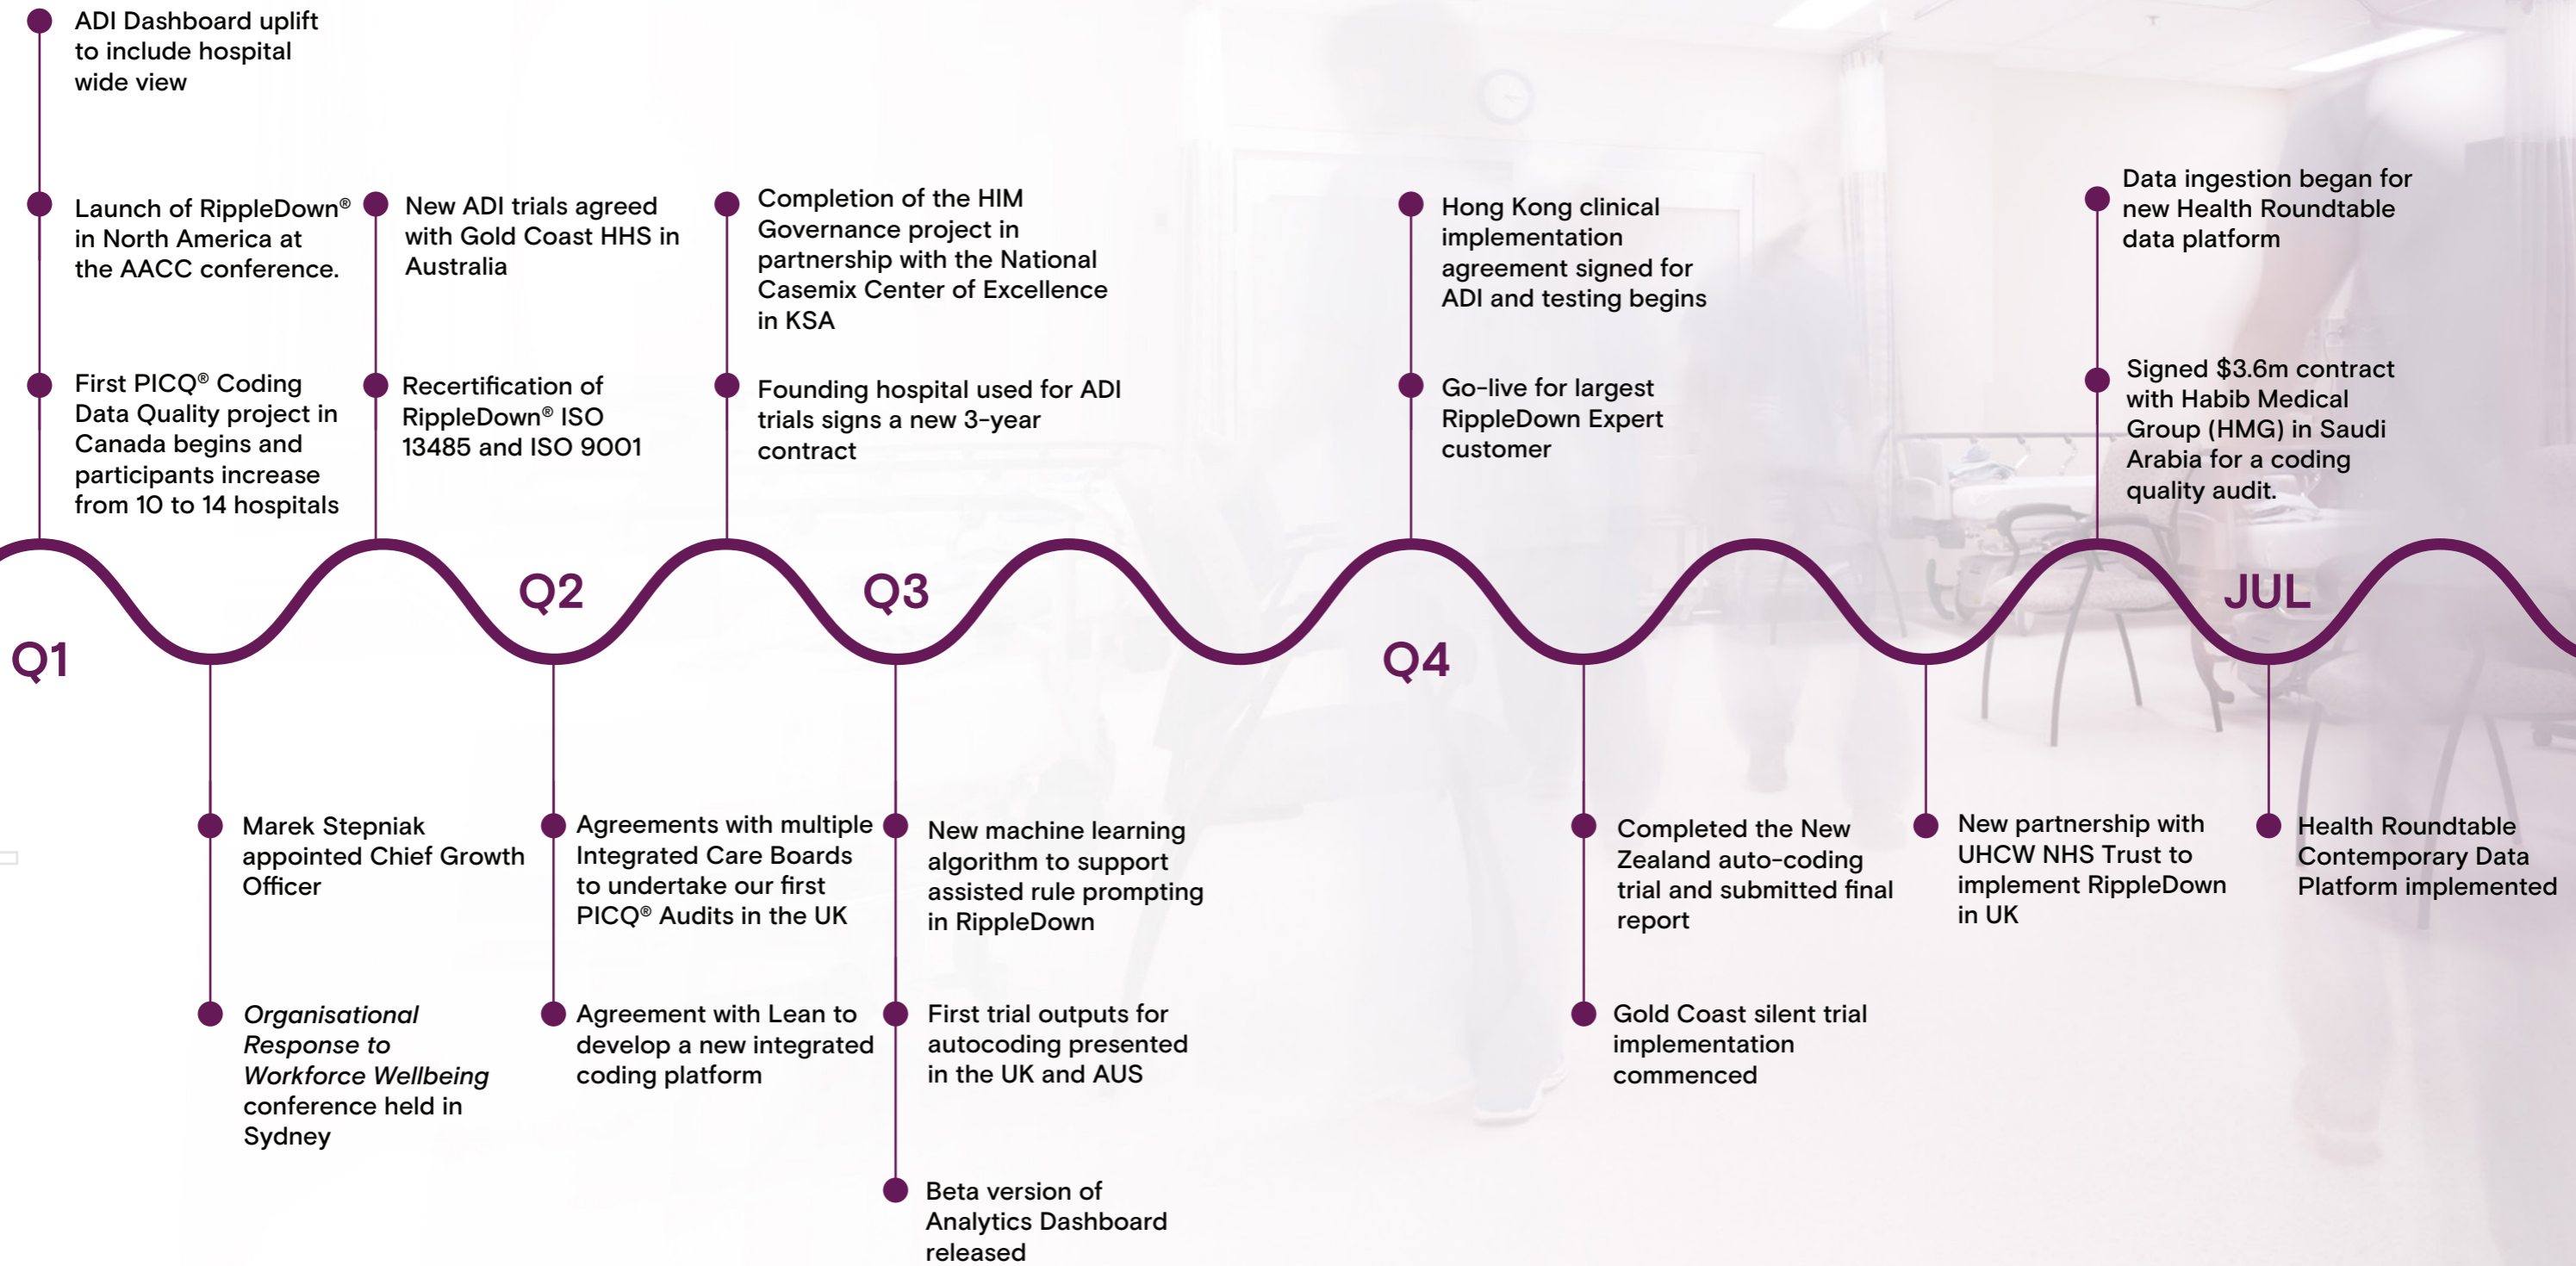 ADI Dashboard uplift
to include hospital
wide view
Launch of RippleDown®
in North America at
the AACC conference.
First PICQ® Coding
Data Quality project in
Canada begins and
participants increase
from 10 to 14 hospitals
New ADI trials agreed
with Gold Coast HHS in
Australia
Recertification of
RippleDown® ISO
13485 and ISO 9001
Completion of the HIM
Governance project in
partnership with the National
Casemix Center of Excellence
in KSA
Founding hospital used for ADI
trials signs a new 3-year
contract
Hong Kong clinical
implementation
agreement signed for
ADI and testing begins
Go-live for largest
RippleDown Expert
customer
Data ingestion began for
new Health Roundtable
data platform
Signed $3.6m contract
with Habib Medical
Group (HMG) in Saudi
Arabia for a coding
quality audit.
Q1
Q2
Q3
Q4
JUL
Marek Stepniak
appointed Chief Growth
Officer
Organisational
Response to
Workforce Wellbeing
conference held in
Sydney
Agreements with multiple
Integrated Care Boards
to undertake our first
PICQ® Audits in the UK
Agreement with Lean to
develop a new integrated
coding platform
New machine learning
algorithm to support
assisted rule prompting
in RippleDown
First trial outputs for
autocoding presented
in the UK and AUS
Beta version of
Analytics Dashboard
released
Completed the New
Zealand auto-coding
trial and submitted final
report
Gold Coast silent trial
implementation
commenced
New partnership with
UHCW NHS Trust to
implement RippleDown
in UK
Health Roundtable
Contemporary Data
Platform implemented